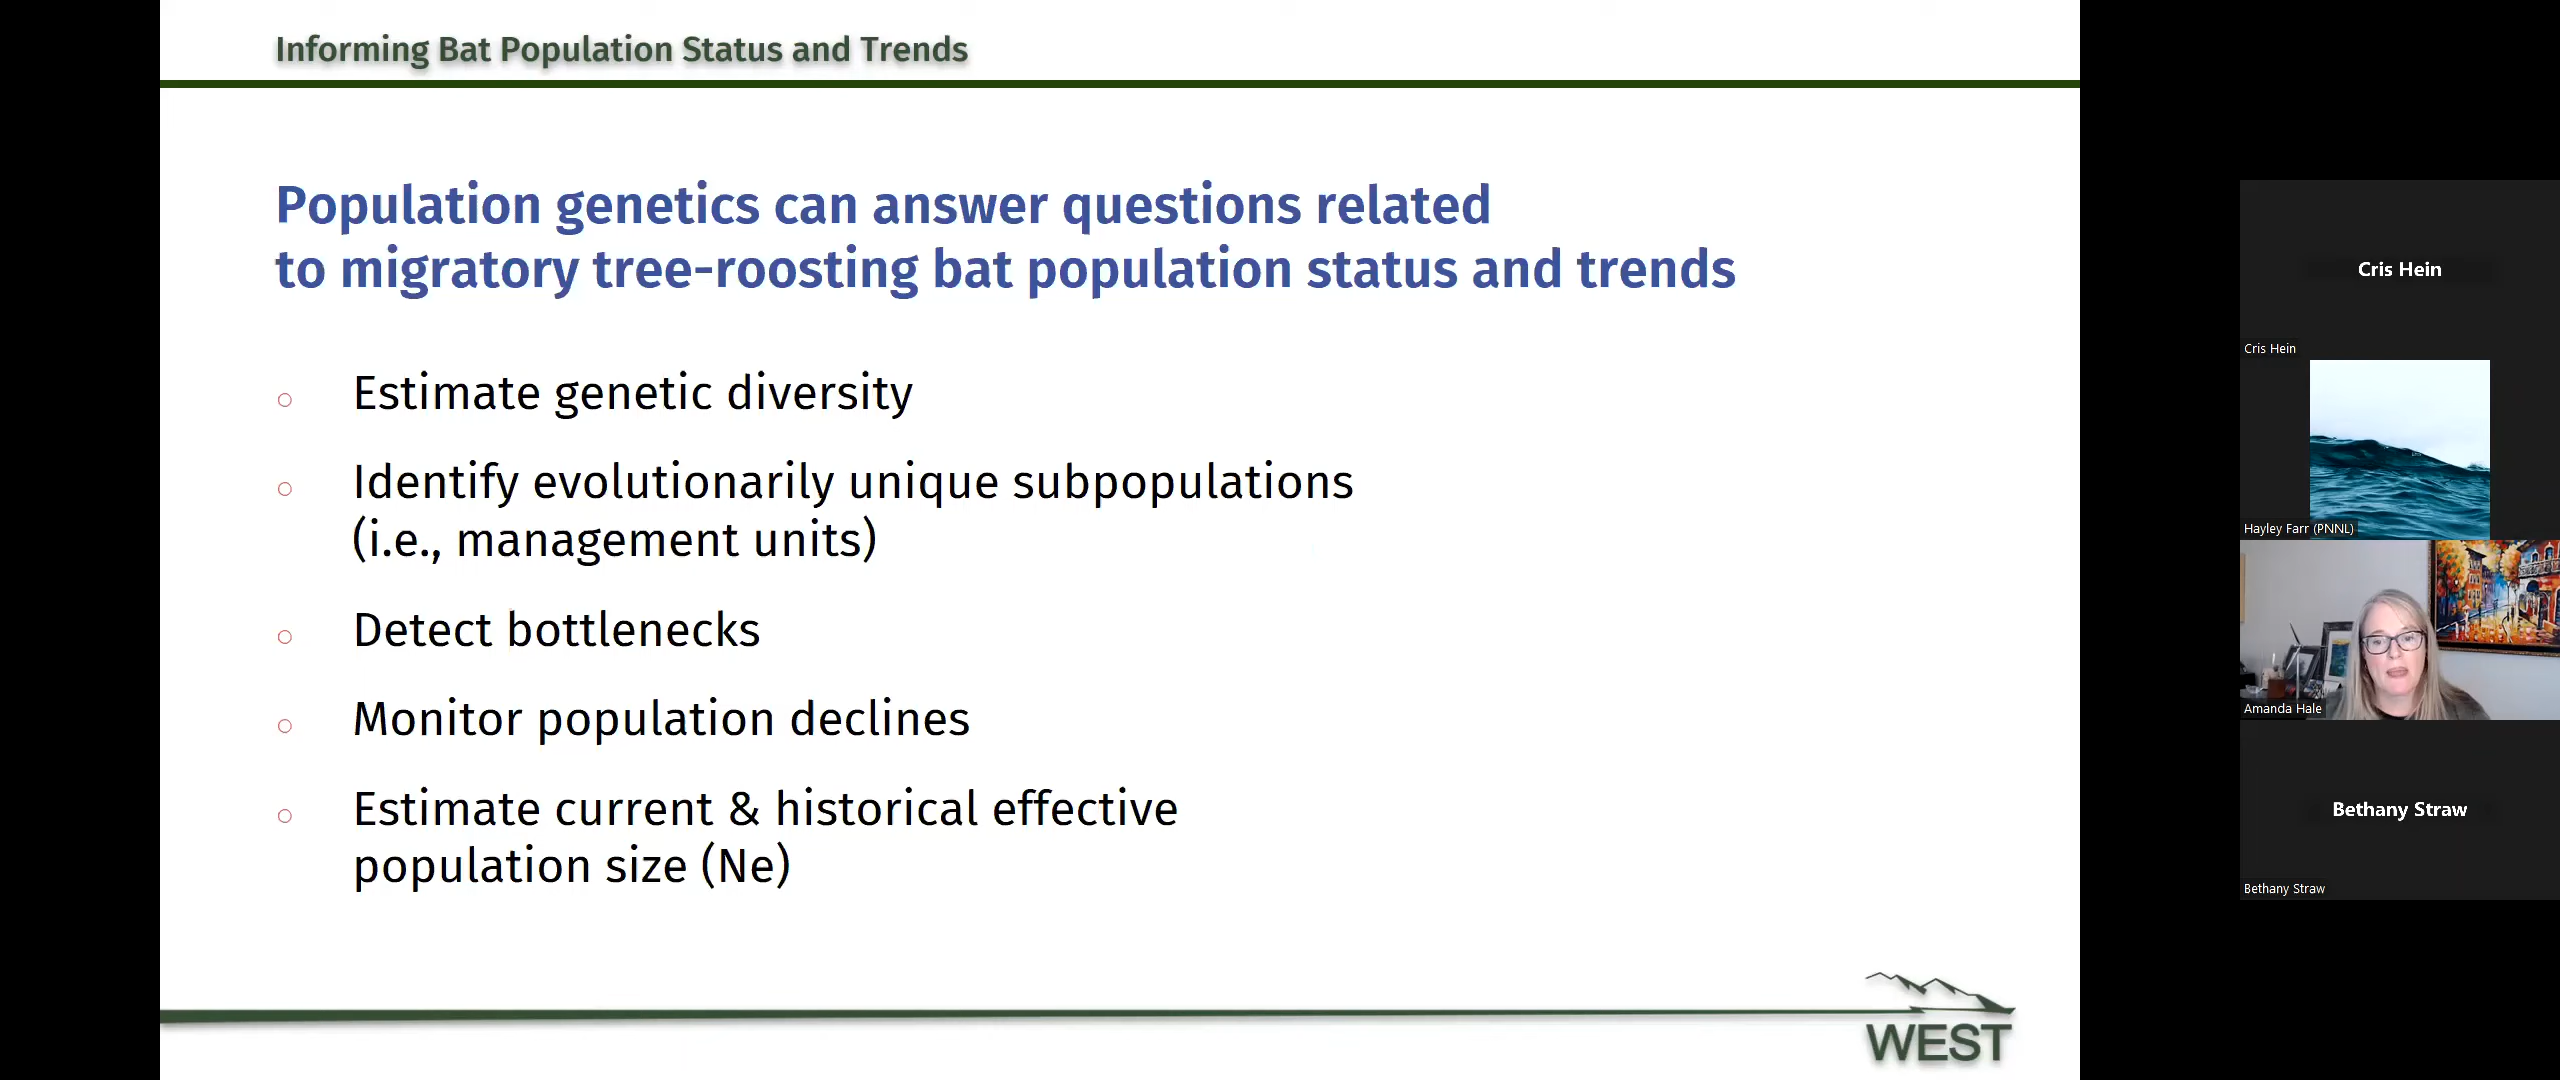 Informing Bat Population Status and Trends
Population genetics can answer questions related
to migratory tree-roosting bat population status and trends
Estimate genetic diversity
Identify evolutionarily unique subpopulations
(i.e., management units)
Detect bottlenecks
Monitor population declines
Estimate current & historical effective
population size (Ne)
WEST
Cris Hein
Cris Hein
Hayley Farr (PNNL)
Amanda Hale
Bethany Straw
Bethany Straw